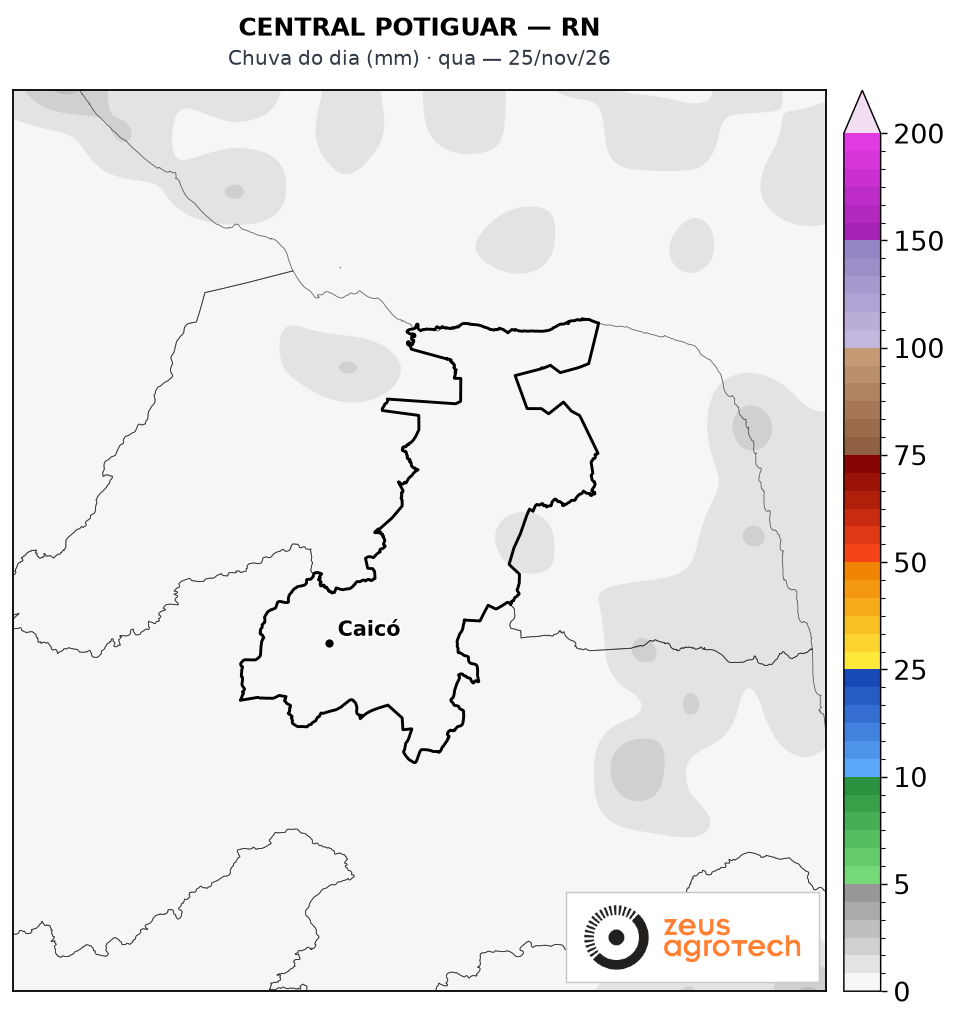 CENTRAL POTIGUAR — RN
Chuva do dia (mm) · qua — 25/nov/26
200
150
100
75
50
25
10
5
0
Caicó
zeus
agrotech